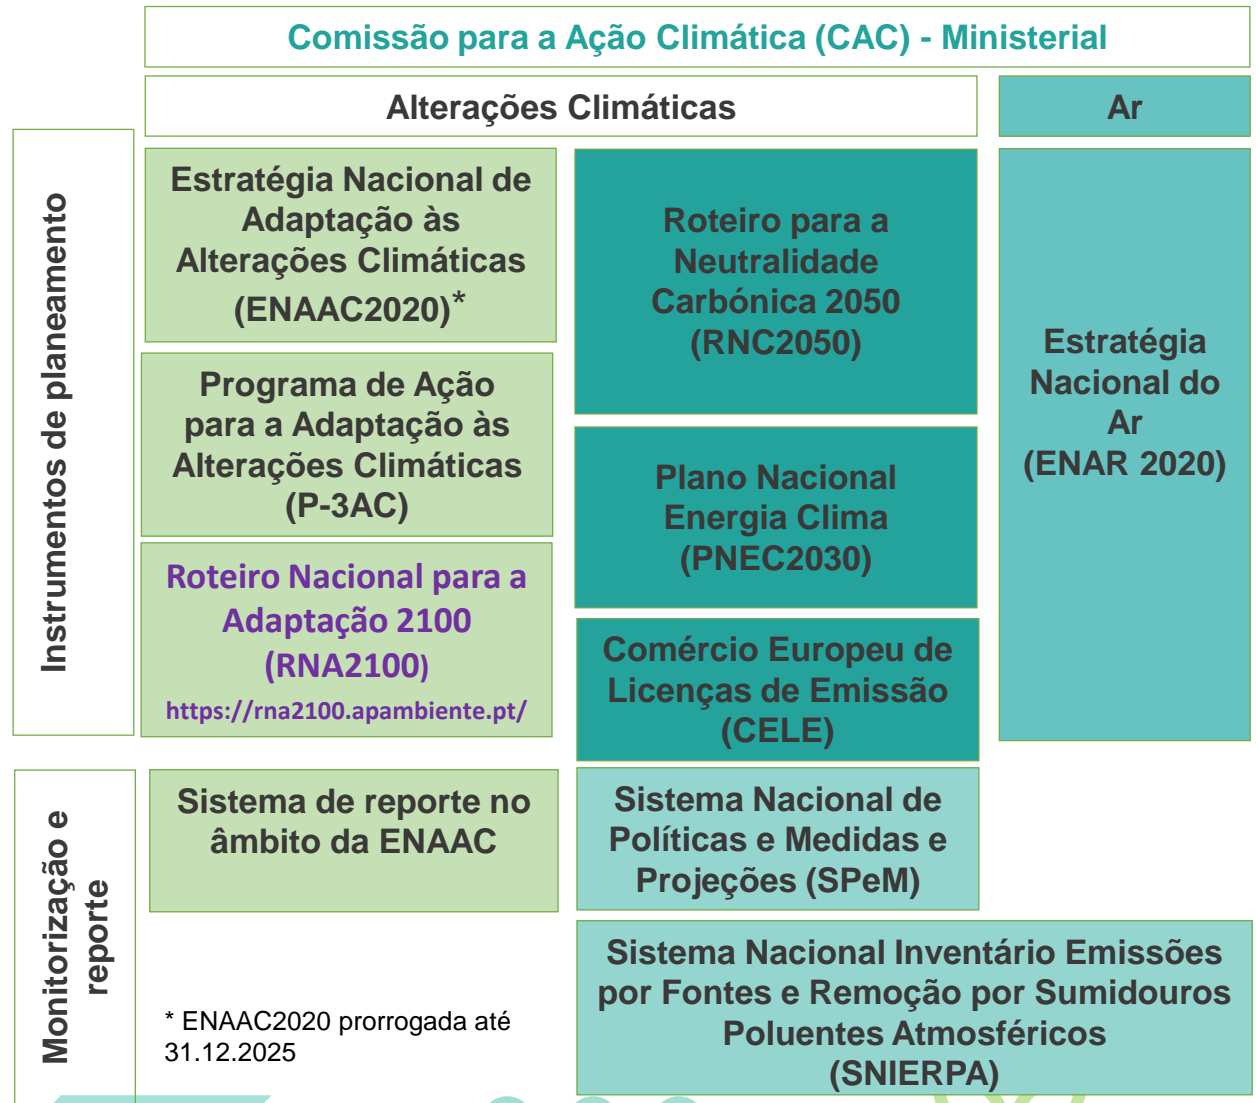 Comissão para a Ação Climática (CAC) - Ministerial
Alterações Climáticas
Ar
Instrumentos de planeamento
Estratégia Nacional de
Adaptação às
Alterações Climáticas
(ENAAC2020)*
Programa de Ação
para a Adaptação às
Alterações Climáticas
(P-3AC)
Roteiro Nacional para a
Adaptação 2100
(RNA2100)
https://rna2100.apambiente.pt/
Roteiro para a
Neutralidade
Carbónica 2050
(RNC2050)
Plano Nacional
Energia Clima
(PNEC2030)
Comércio Europeu de
Licenças de Emissão
(CELE)
Estratégia
Nacional do
Ar
(ENAR 2020)
Monitorização e
reporte
Sistema de reporte no
âmbito da ENAAC
Sistema Nacional de
Políticas e Medidas e
Projeções (SPeM)
Sistema Nacional Inventário Emissões
por Fontes e Remoção por Sumidouros
Poluentes Atmosféricos
(SNIERPA)
* ENAAC2020 prorrogada até
31.12.2025